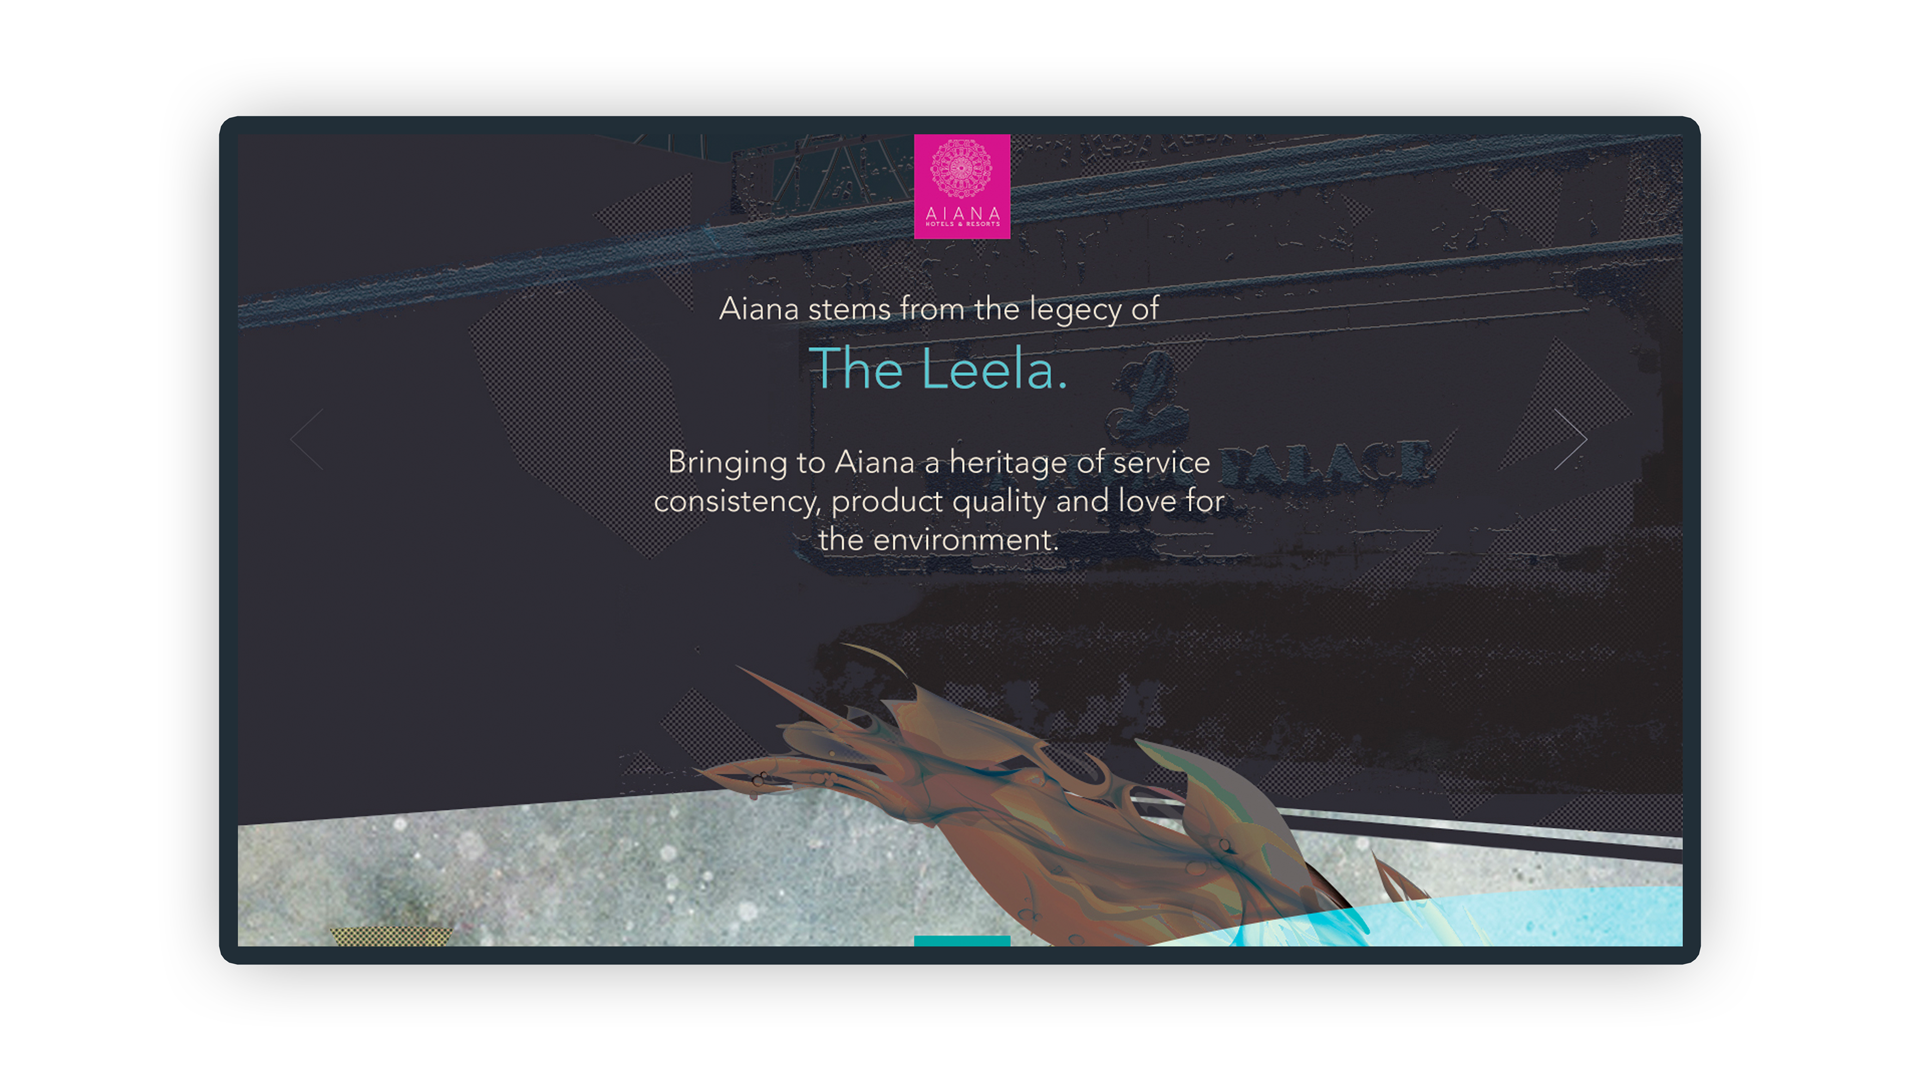 AIANA
HOTELS & RESORTS
Aiana stems from the legecy of
The Leela.
Bringing to Aiana a heritage of service
consistency, product quality and love for
the environment.
PALACE